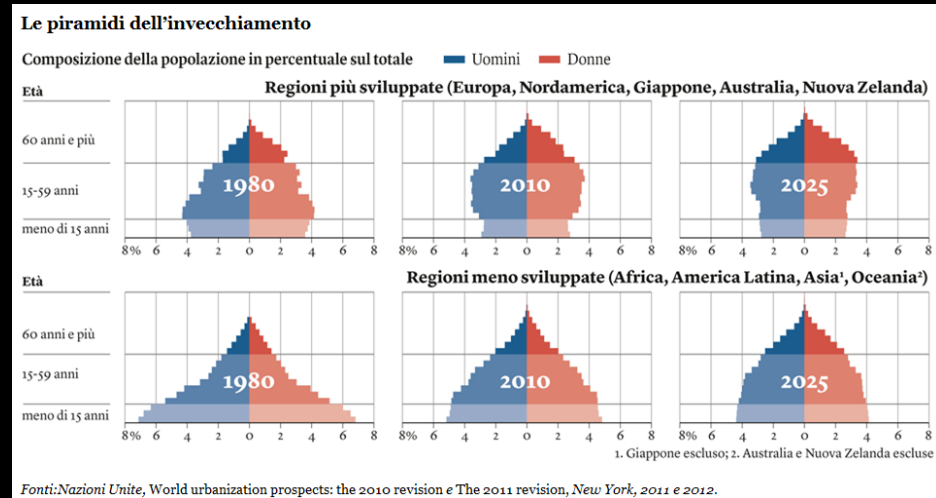 Le piramidi dell'invecchiamento
Composizione della popolazione in percentuale sul totale Uomini Donne
Età
Regioni più sviluppate (Europa, Nordamerica, Giappone, Australia, Nuova Zelanda)
60 anni e più
15-59 anni
1980 2010 2025
meno di 15 anni
8% 6 4 2 0 2 4 6 8 8% 6 4 2 0 2 4 6 8 8% 6 4 2 0 2 4 6 8
Età
Regioni meno sviluppate (Africa, America Latina, Asia¹, Oceania²)
60 anni e più
15-59 anni
1980 2010 2025
meno di 15 anni
8% 6 4 2 0 2 4 6 8 8% 6 4 2 0 2 4 6 8 8% 6 4 2 0 2 4 6 8
1. Giappone escluso; 2. Australia e Nuova Zelanda escluse
Fonti:Nazioni Unite, World urbanization prospects: the 2010 revision e The 2011 revision, New York, 2011 e 2012.